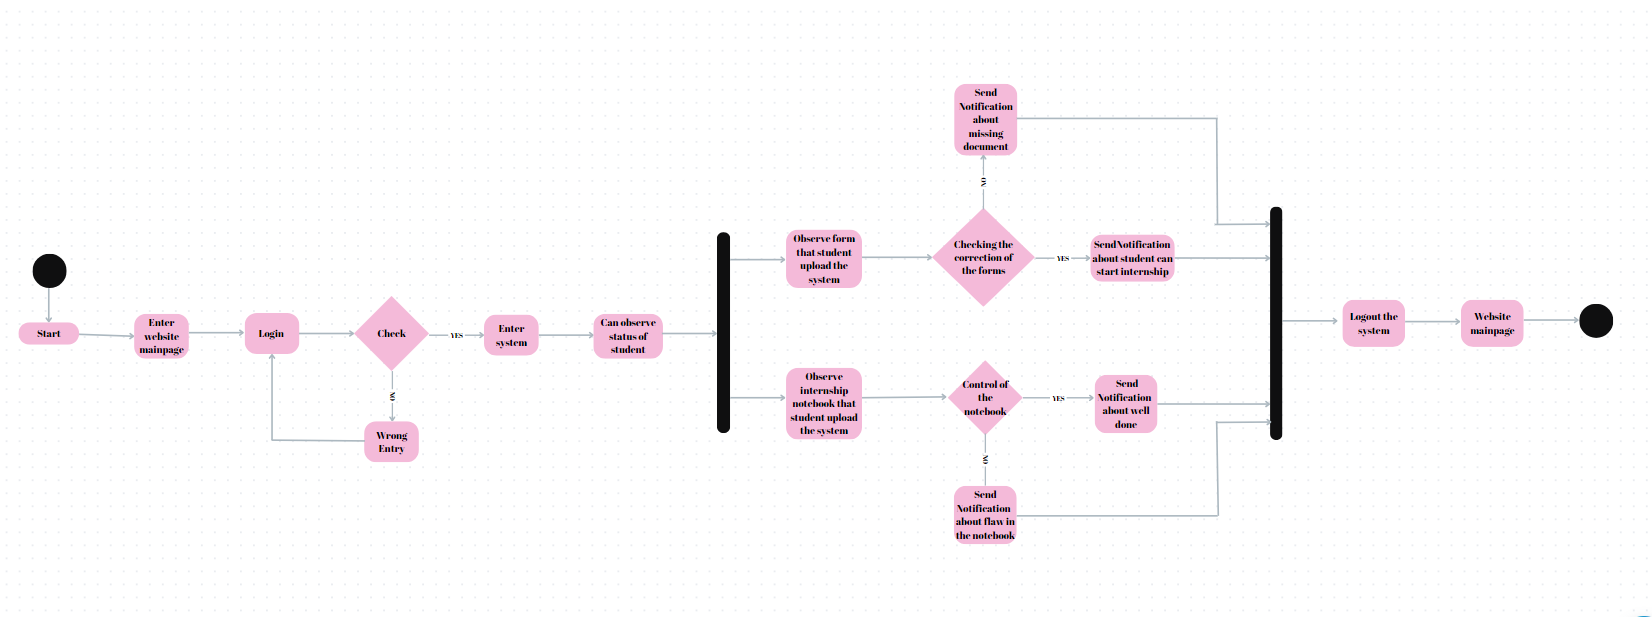 Start
Enter
website
mainpage
Login
Check
YES
NO
Wrong
Entry
Enter
system
Can observe
status of
student
Observe form
that student
upload the
system
Checking the
correction of
the forms
NO
Send
Notification
about
missing
document
YES
SendNotification
about student can
start internship
Observe
internship
notebook that
student upload
the system
Control of
the
notebook
YES
Send
Notification
about well
done
NO
Send
Notification
about flaw in
the notebook
Logout the
system
Website
mainpage